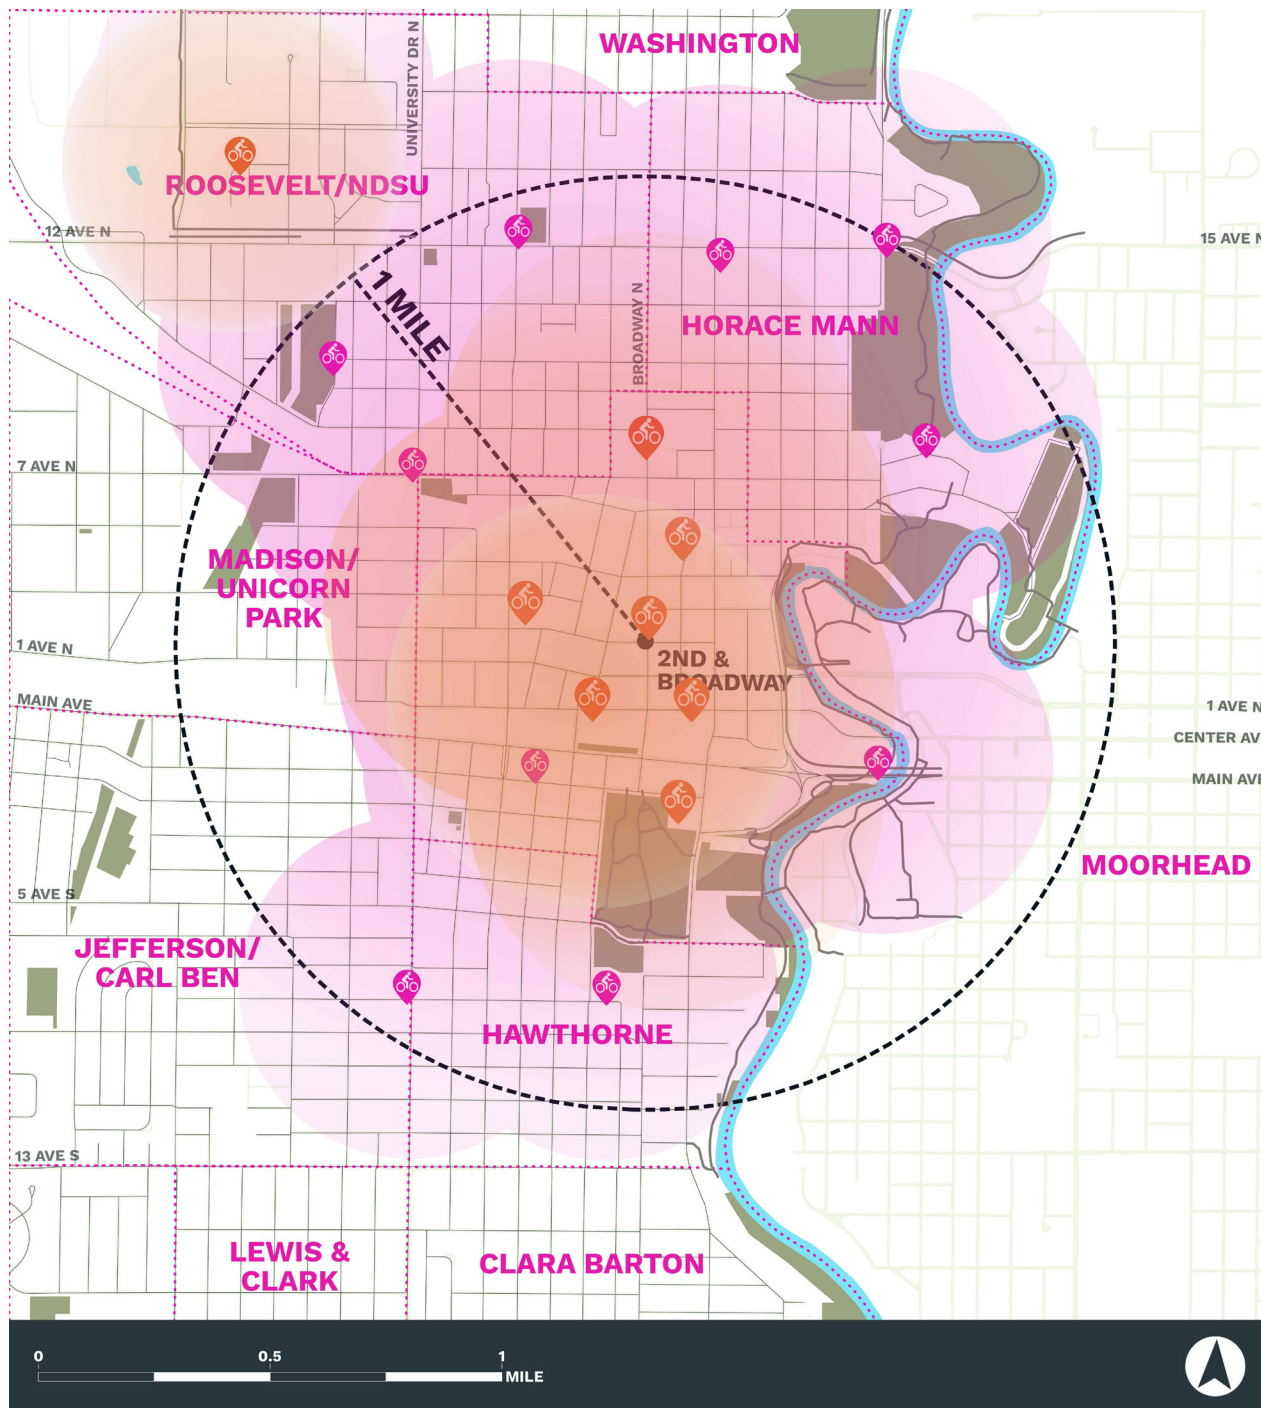 WASHINGTON
UNIVERSITY DR N
ROOSEVELT/NDSU
12 AVE N
15 AVE N
1 MILE
BROADWAY N
HORACE MANN
7 AVE N
MADISON/
UNICORN
PARK
1 AVE N
2ND &
BROADWAY
MAIN AVE
1 AVE N
CENTER AV
MAIN AVE
MOORHEAD
5 AVE S
JEFFERSON/
CARL BEN
HAWTHORNE
13 AVE S
LEWIS &
CLARK
CLARA BARTON
0 0.5 1
MILE